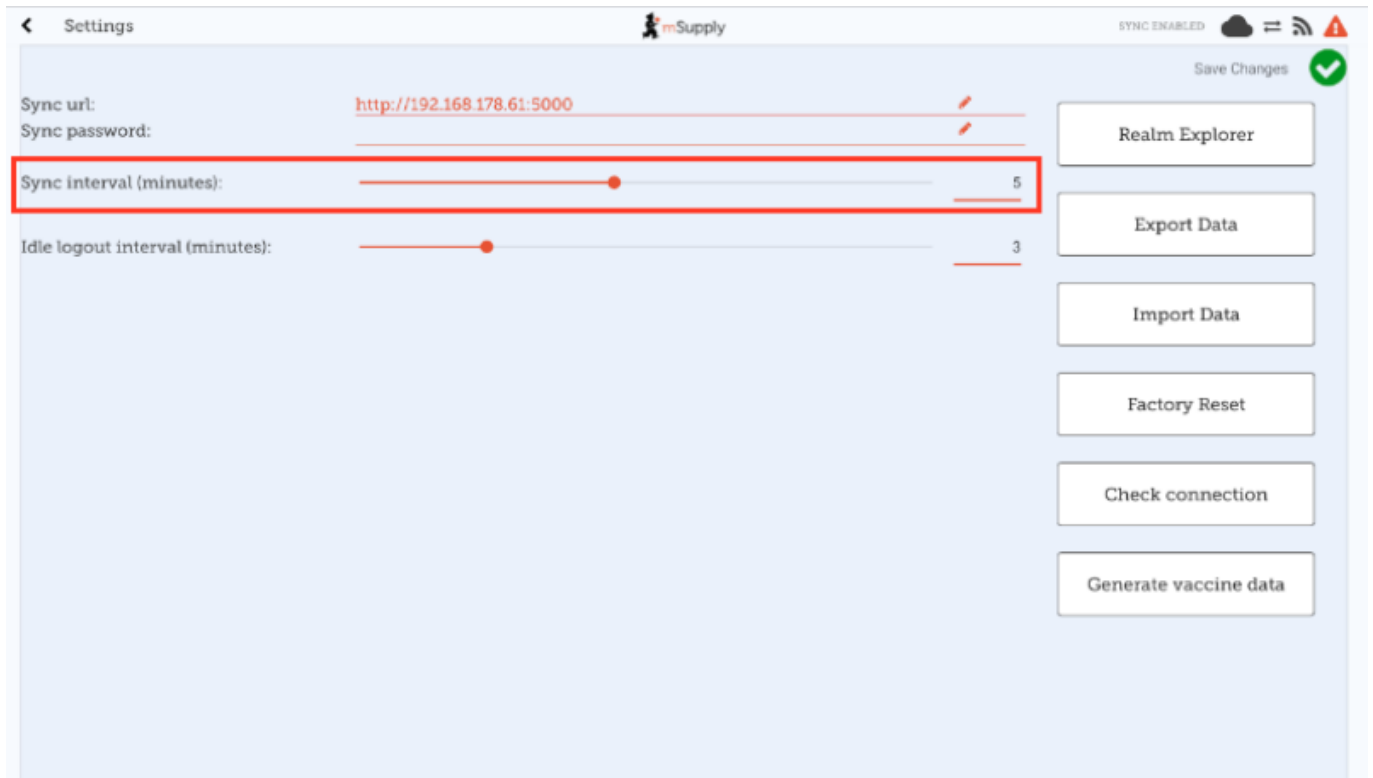 Settings
mSupply
SYNC ENABLED
Save Changes
Sync url: http://192.168.178.61:5000
Sync password:
Sync interval (minutes): 5
Idle logout interval (minutes): 3
Realm Explorer
Export Data
Import Data
Factory Reset
Check connection
Generate vaccine data